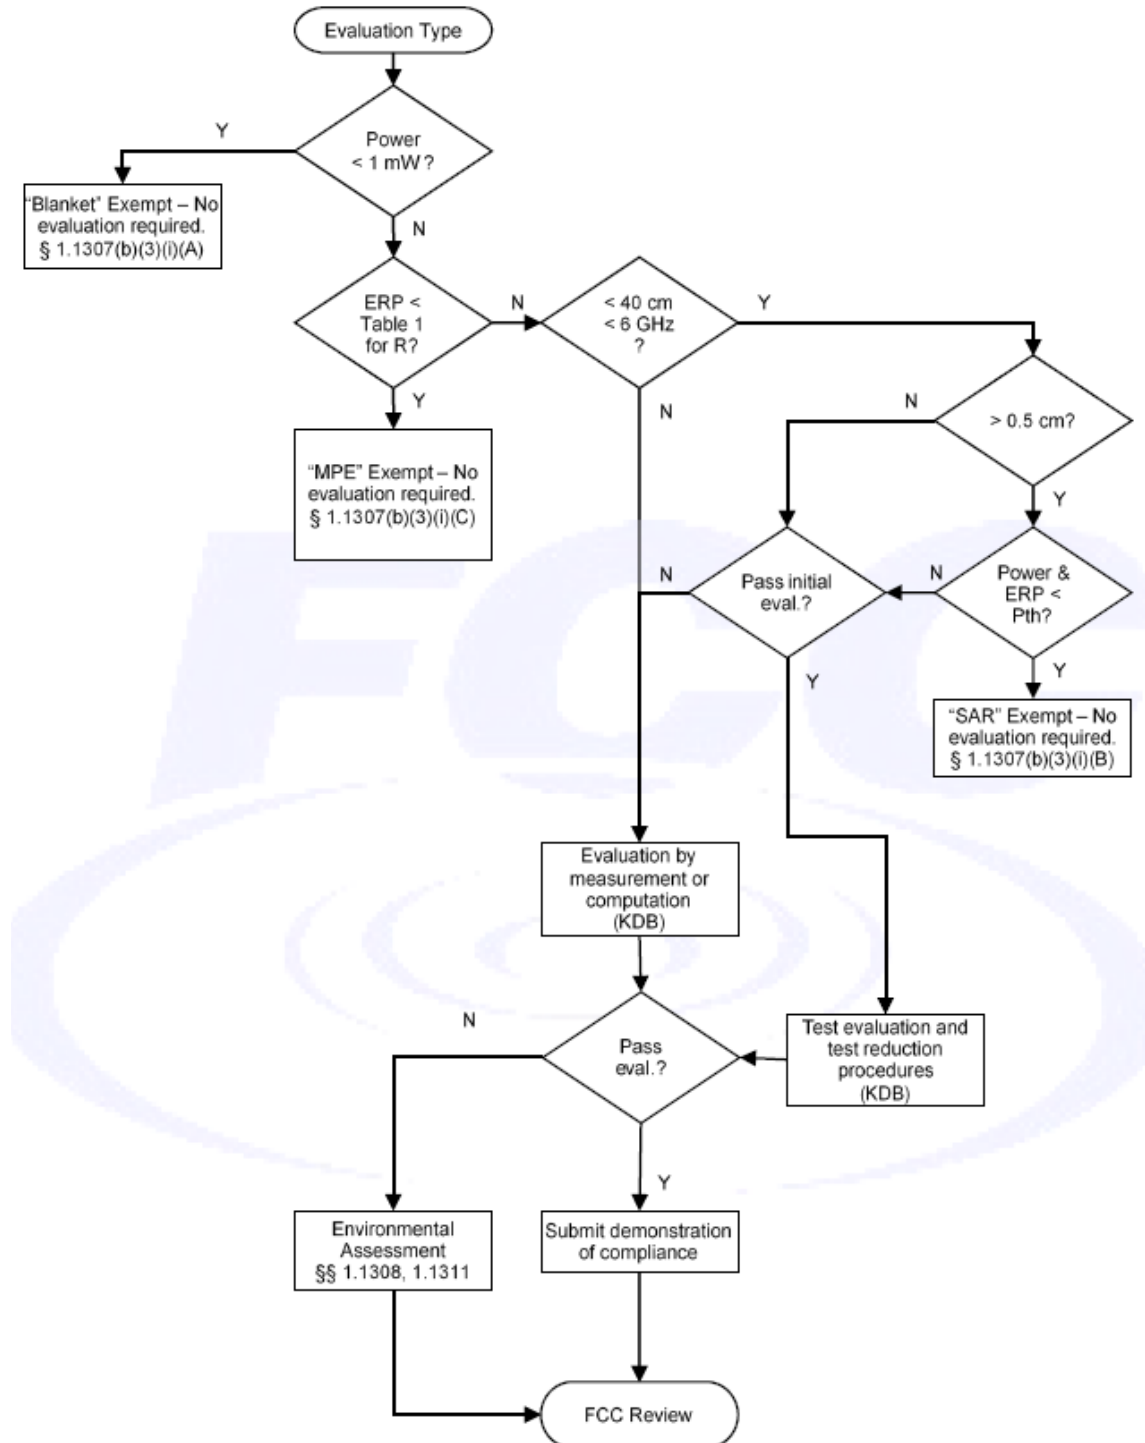 Evaluation Type
Y
Power
< 1 mW?
"Blanket" Exempt – No
evaluation required.
§ 1.1307(b)(3)(i)(A)
N
ERP <
Table 1
for R?
N
< 40 cm
< 6 GHz
?
Y
Y
N
N
> 0.5 cm?
"MPE" Exempt – No
evaluation required.
§ 1.1307(b)(3)(i)(C)
Y
FCC
N
Pass initial
eval.?
N
Power &
ERP <
Pth?
Y
Y
"SAR" Exempt – No
evaluation required.
§ 1.1307(b)(3)(i)(B)
Evaluation by
measurement or
computation
(KDB)
N
Pass
eval.?
Test evaluation and
test reduction
procedures
(KDB)
Y
Environmental
Assessment
§§ 1.1308, 1.1311
Submit demonstration
of compliance
FCC Review